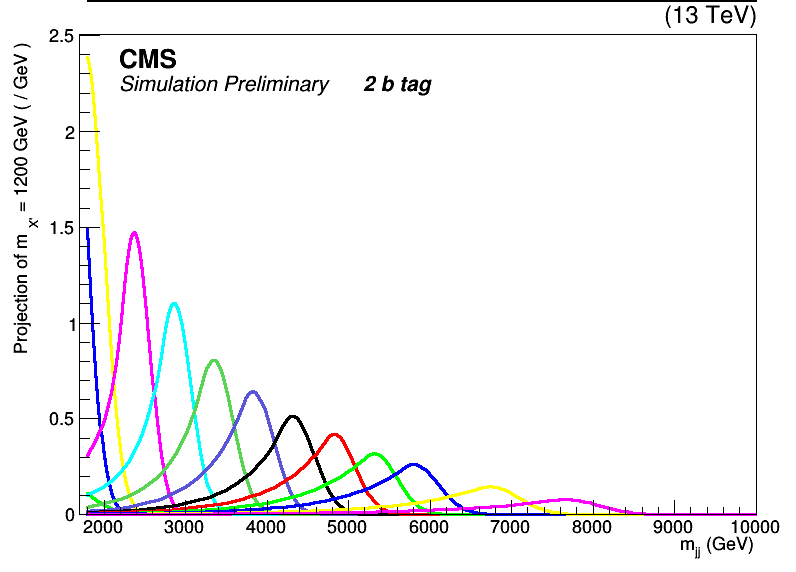 (13 TeV)
CMS
Simulation Preliminary 2 b tag
Projection of m X' = 1200 GeV ( / GeV )
2.5
2
1.5
1
0.5
0
2000 3000 4000 5000 6000 7000 8000 9000 10000
mjj (GeV)